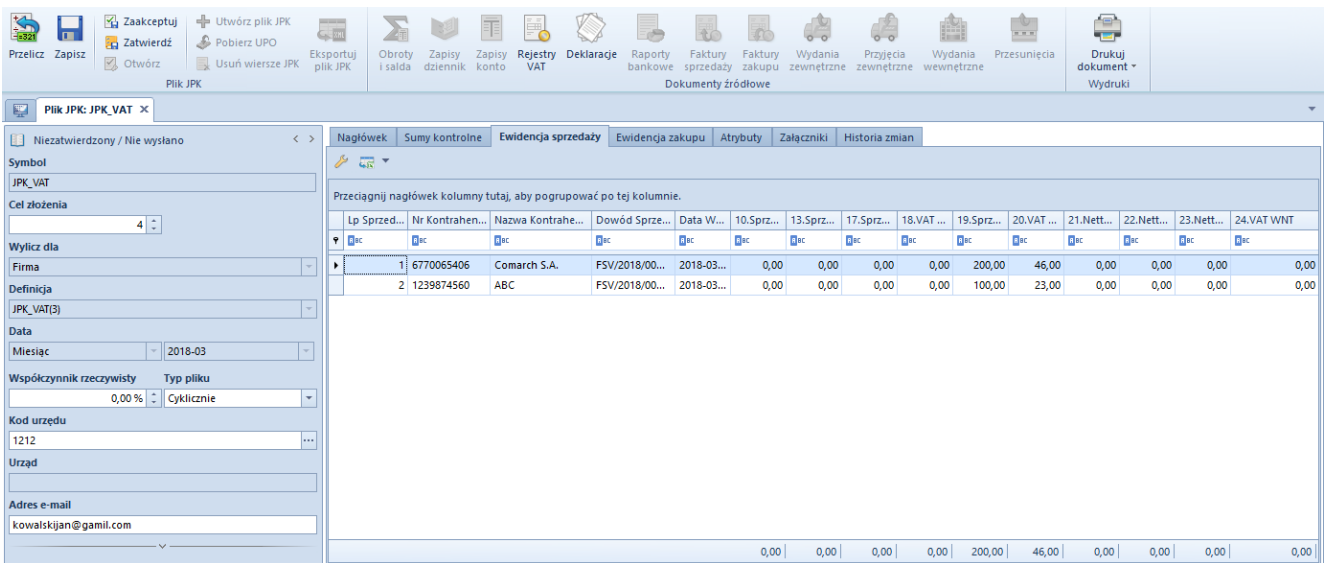 Przelicz Zapisz Zaakceptuj Zatwierdź Otwórz Utwórz plik JPK Pobierz UPO Usuń wiersze JPK Eksportuj plik JPK
Plik JPK
Obroty i salda Zapisy dziennik Zapisy konto Rejestry VAT Deklaracje Raporty bankowe Faktury sprzedaży Faktury zakupu Wydania zewnętrzne Przyjęcia zewnętrzne Wydania wewnętrzne Przesunięcia
Dokumenty źródłowe
Drukuj dokument
Wydruki
Plik JPK: JPK_VAT
Niezatwierdzony / Nie wysłano
Symbol
JPK_VAT
Cel złożenia
4
Wylicz dla
Firma
Definicja
JPK_VAT(3)
Data
Miesiąc 2018-03
Współczynnik rzeczywisty Typ pliku
0,00 % Cyklicznie
Kod urzędu
1212
Urząd
Adres e-mail
kowalskijan@gamil.com
Nagłówek Sumy kontrolne Ewidencja sprzedaży Ewidencja zakupu Atrybuty Załączniki Historia zmian
Przeciągnij nagłówek kolumny tutaj, aby pogrupować po tej kolumnie.
Lp Sprzed... Nr Kontrahen... Nazwa Kontrahe... Dowód Sprze... Data W... 10.Sprz... 13.Sprz... 17.Sprz... 18.VAT ... 19.Sprz... 20.VAT ... 21.Nett... 22.Nett... 23.Nett... 24.VAT WNT
1 6770065406 Comarch S.A. FSV/2018/00... 2018-03... 0,00 0,00 0,00 0,00 200,00 46,00 0,00 0,00 0,00 0,00
2 1239874560 ABC FSV/2018/00... 2018-03... 0,00 0,00 0,00 0,00 100,00 23,00 0,00 0,00 0,00 0,00
0,00 0,00 0,00 0,00 200,00 46,00 0,00 0,00 0,00 0,00